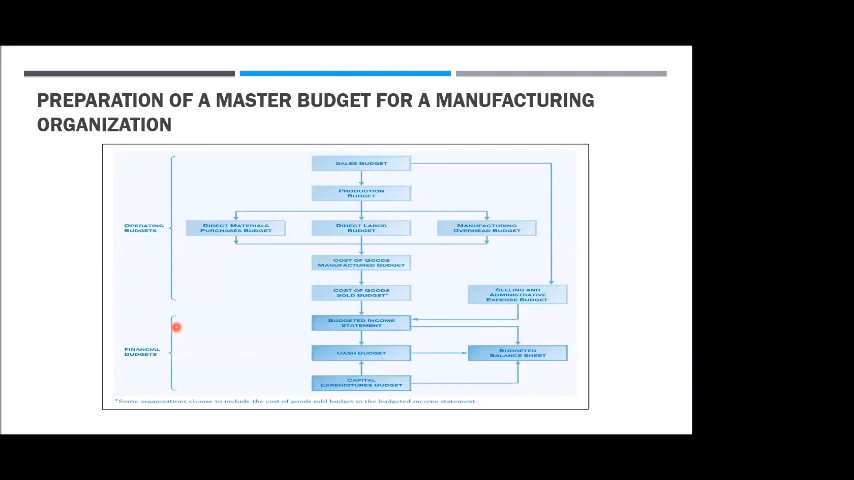 PREPARATION OF A MASTER BUDGET FOR A MANUFACTURING
ORGANIZATION
SALES BUDGET
PRODUCTION
BUDGET
OPERATING
BUDGETS
DIRECT MATERIALS
PURCHASES BUDGET
DIRECT LABOR
BUDGET
MANUFACTURING
OVERHEAD BUDGET
COST OF GOODS
MANUFACTURED BUDGET
COST OF GOODS
SOLD BUDGET*
SELLING AND
ADMINISTRATIVE
EXPENSE BUDGET
BUDGETED INCOME
STATEMENT
FINANCIAL
BUDGETS
CASH BUDGET
BUDGETED
BALANCE SHEET
CAPITAL
EXPENDITURES BUDGET
*Some organizations choose to include the cost of goods sold budget in the budgeted income statement.